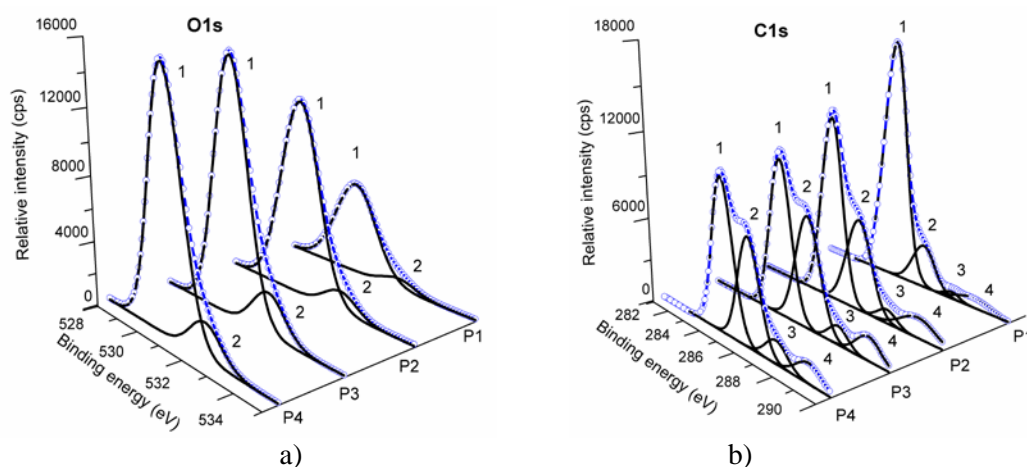 O1s
16000
12000
8000
4000
0
Relative intensity (cps)
528
530
532
534
Binding energy (eV)
P4
P3
P2
P1
1
1
1
1
2
2
2
2
a)
C1s
18000
12000
6000
0
Relative intensity (cps)
282
284
286
288
290
Binding energy (eV)
P4
P3
P2
P1
1
1
1
1
2
2
2
2
3
3
3
3
4
4
4
4
b)